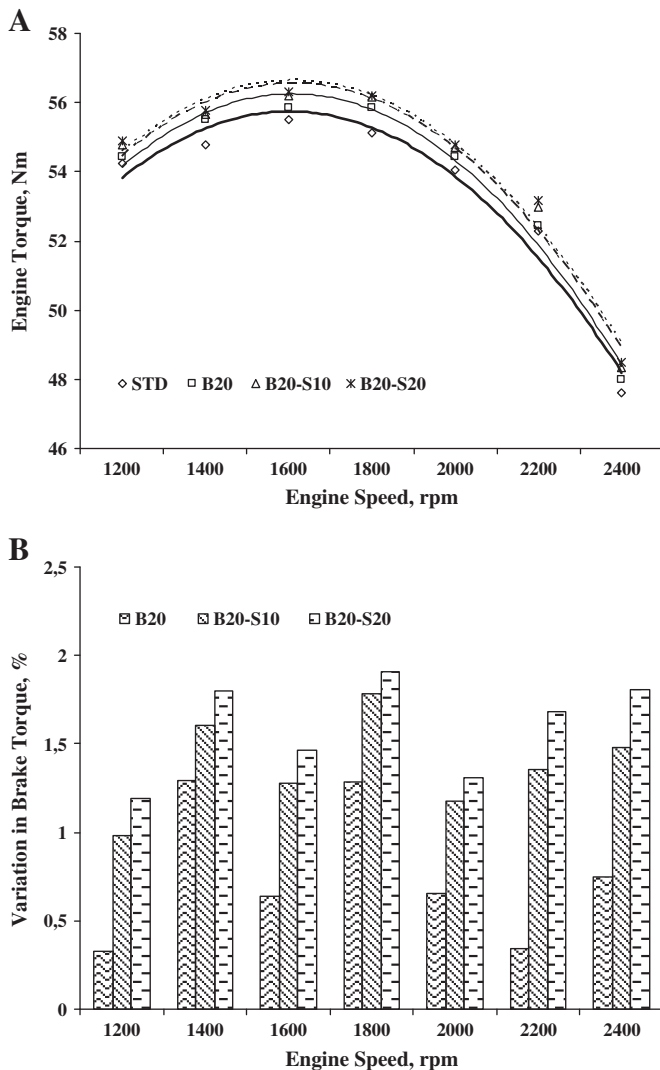 A
58
56
54
52
50
48
46
Engine Torque, Nm
STD B20 B20-S10 B20-S20
1200 1400 1600 1800 2000 2200 2400
Engine Speed, rpm
B
2,5
2
1,5
1
0,5
0
Variation in Brake Torque, %
B20 B20-S10 B20-S20
1200 1400 1600 1800 2000 2200 2400
Engine Speed, rpm